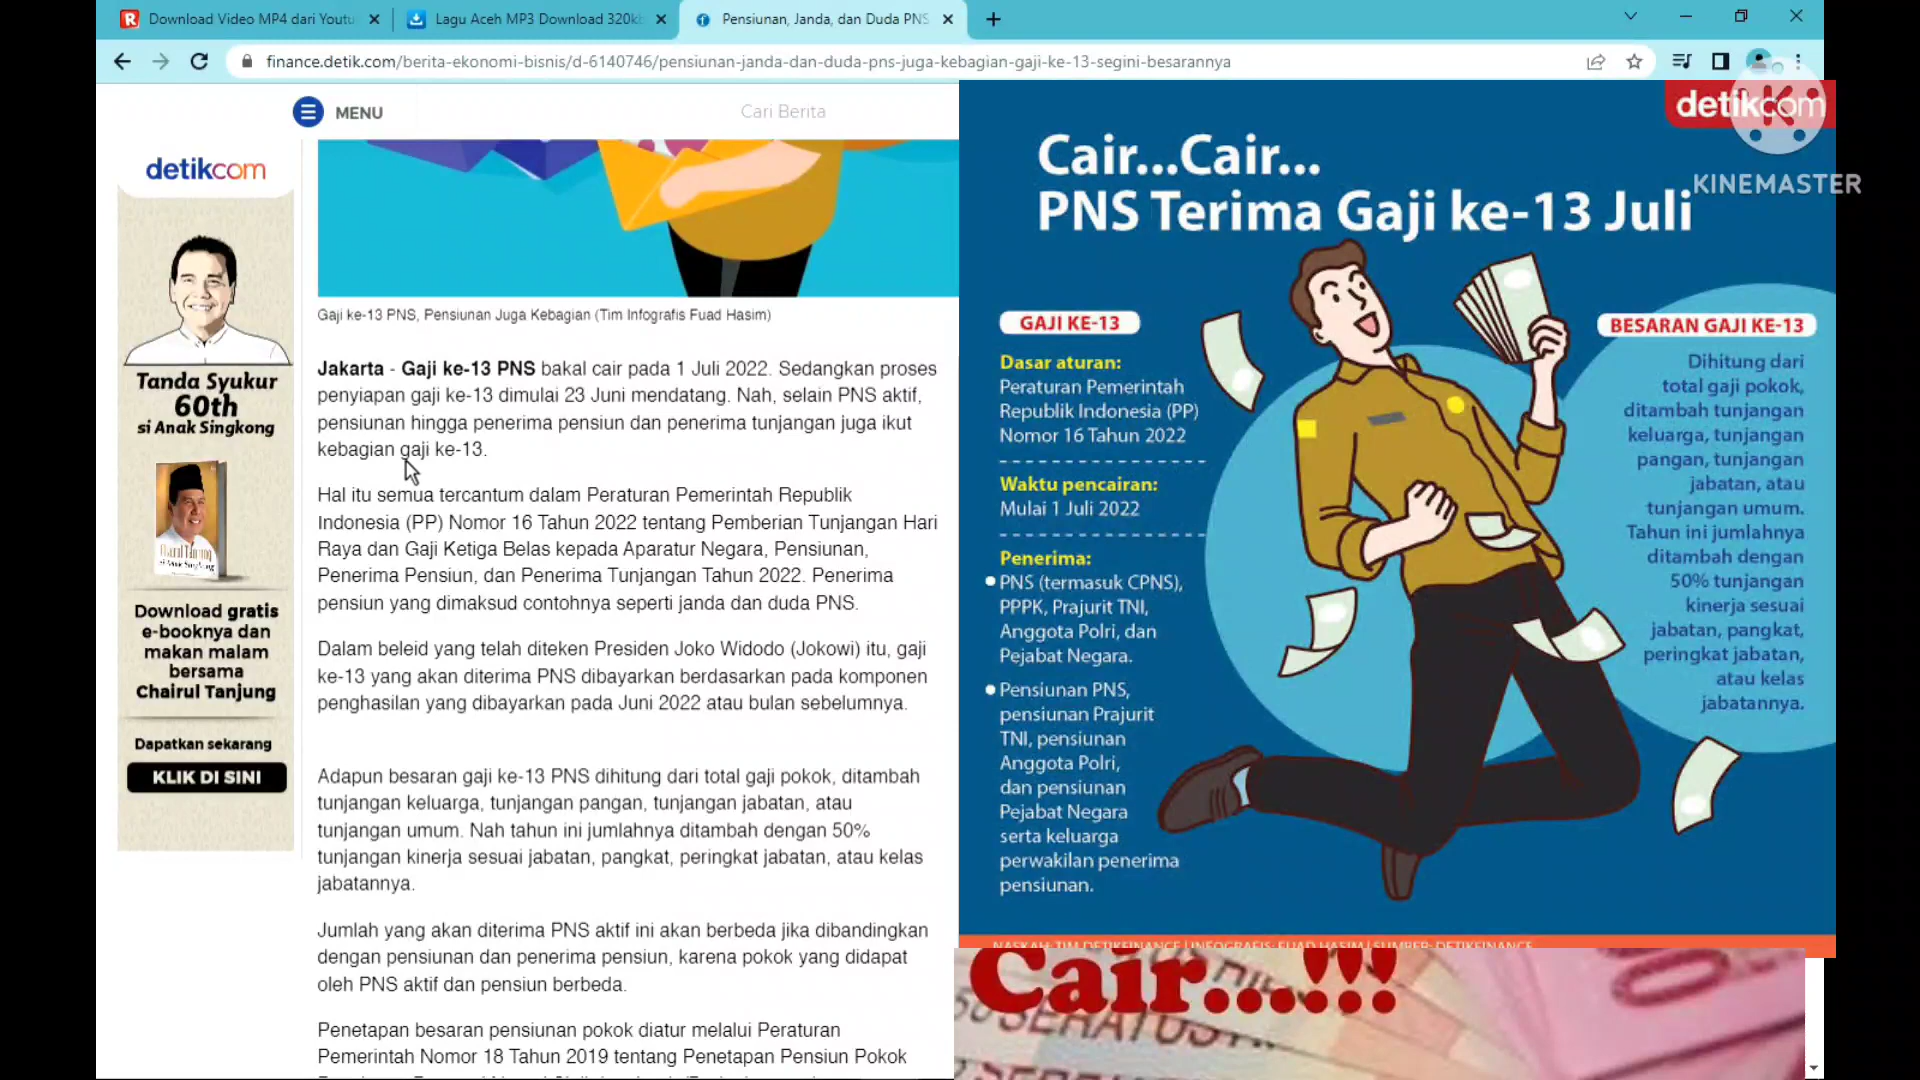 Download Video MP4 dari Youtu
Lagu Aceh MP3 Download 320kb
Pensiunan, Janda, dan Duda PNS
finance.detik.com/berita-ekonomi-bisnis/d-6140746/pensiunan-janda-dan-duda-pns-juga-kebagian-gaji-ke-13-segini-besarannya
MENU
Cari Berita
detikcom
Tanda Syukur
60th
si Anak Singkong
Download gratis
e-booknya dan
makan malam
bersama
Chairul Tanjung
Dapatkan sekarang
KLIK DI SINI
Gaji ke-13 PNS, Pensiunan Juga Kebagian (Tim Infografis Fuad Hasim)
Jakarta - Gaji ke-13 PNS bakal cair pada 1 Juli 2022. Sedangkan proses
penyiapan gaji ke-13 dimulai 23 Juni mendatang. Nah, selain PNS aktif,
pensiunan hingga penerima pensiun dan penerima tunjangan juga ikut
kebagian gaji ke-13.
Hal itu semua tercantum dalam Peraturan Pemerintah Republik
Indonesia (PP) Nomor 16 Tahun 2022 tentang Pemberian Tunjangan Hari
Raya dan Gaji Ketiga Belas kepada Aparatur Negara, Pensiunan,
Penerima Pensiun, dan Penerima Tunjangan Tahun 2022. Penerima
pensiun yang dimaksud contohnya seperti janda dan duda PNS.
Dalam beleid yang telah diteken Presiden Joko Widodo (Jokowi) itu, gaji
ke-13 yang akan diterima PNS dibayarkan berdasarkan pada komponen
penghasilan yang dibayarkan pada Juni 2022 atau bulan sebelumnya.
Adapun besaran gaji ke-13 PNS dihitung dari total gaji pokok, ditambah
tunjangan keluarga, tunjangan pangan, tunjangan jabatan, atau
tunjangan umum. Nah tahun ini jumlahnya ditambah dengan 50%
tunjangan kinerja sesuai jabatan, pangkat, peringkat jabatan, atau kelas
jabatannya.
Jumlah yang akan diterima PNS aktif ini akan berbeda jika dibandingkan
dengan pensiunan dan penerima pensiun, karena pokok yang didapat
oleh PNS aktif dan pensiun berbeda.
Penetapan besaran pensiunan pokok diatur melalui Peraturan
Pemerintah Nomor 18 Tahun 2019 tentang Penetapan Pensiun Pokok
detikcom
KINEMASTER
Cair...Cair...
PNS Terima Gaji ke-13 Juli
GAJI KE-13
Dasar aturan:
Peraturan Pemerintah
Republik Indonesia (PP)
Nomor 16 Tahun 2022
Waktu pencairan:
Mulai 1 Juli 2022
Penerima:
PNS (termasuk CPNS),
PPPK, Prajurit TNI,
Anggota Polri, dan
Pejabat Negara.
Pensiunan PNS,
pensiunan Prajurit
TNI, pensiunan
Anggota Polri,
dan pensiunan
Pejabat Negara
serta keluarga
perwakilan penerima
pensiunan.
BESARAN GAJI KE-13
Dihitung dari
total gaji pokok,
ditambah tunjangan
keluarga, tunjangan
pangan, tunjangan
jabatan, atau
tunjangan umum.
Tahun ini jumlahnya
ditambah dengan
50% tunjangan
kinerja sesuai
jabatan, pangkat,
peringkat jabatan,
atau kelas
jabatannya.
NASKAH: TIM DETIKFINANCE | INFOGRAFIS: FUAD HASIM | SUMBER: DETIKFINANCE
Cair...!!!